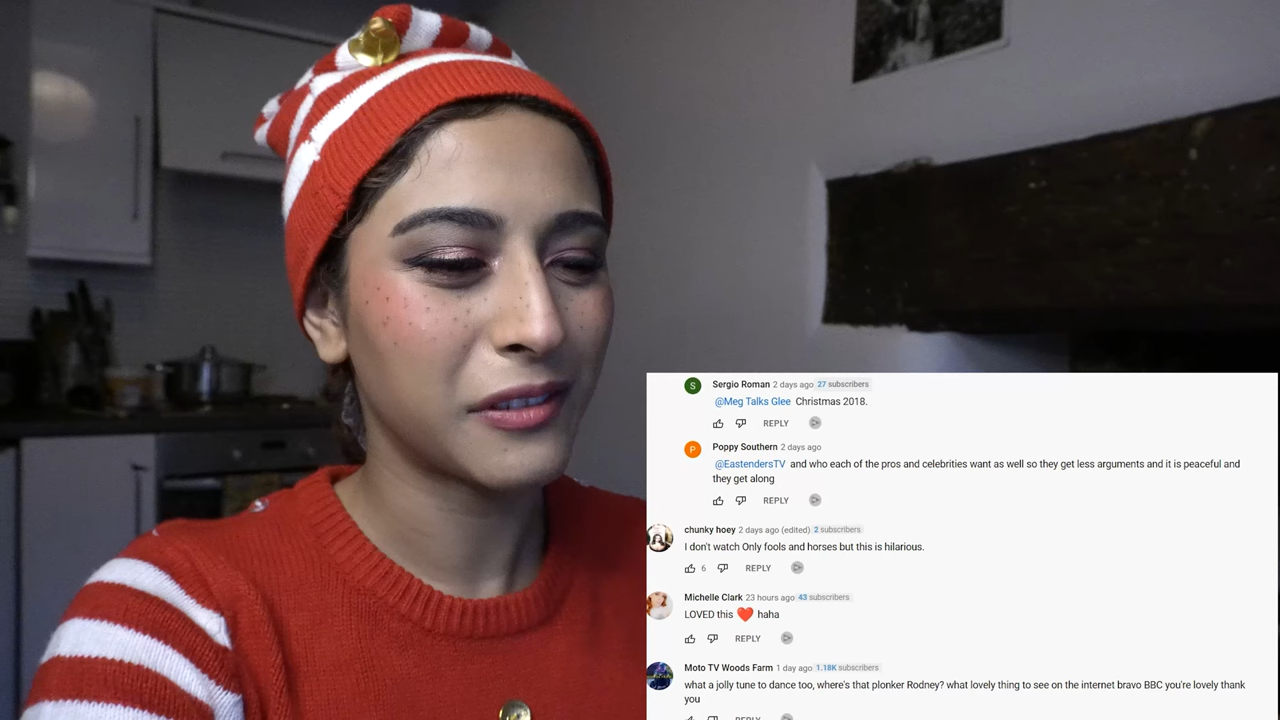 Sergio Roman 2 days ago 27 subscribers
@Meg Talks Glee Christmas 2018.
REPLY
Poppy Southern 2 days ago
@EastendersTV and who each of the pros and celebrities want as well so they get less arguments and it is peaceful and
they get along
REPLY
chunky hoey 2 days ago (edited) 2 subscribers
I don't watch Only fools and horses but this is hilarious.
6 REPLY
Michelle Clark 23 hours ago 43 subscribers
LOVED this ❤️ haha
REPLY
Moto TV Woods Farm 1 day ago 1.18K subscribers
what a jolly tune to dance too, where's that plonker Rodney? what lovely thing to see on the internet bravo BBC you're lovely thank
you
REPLY